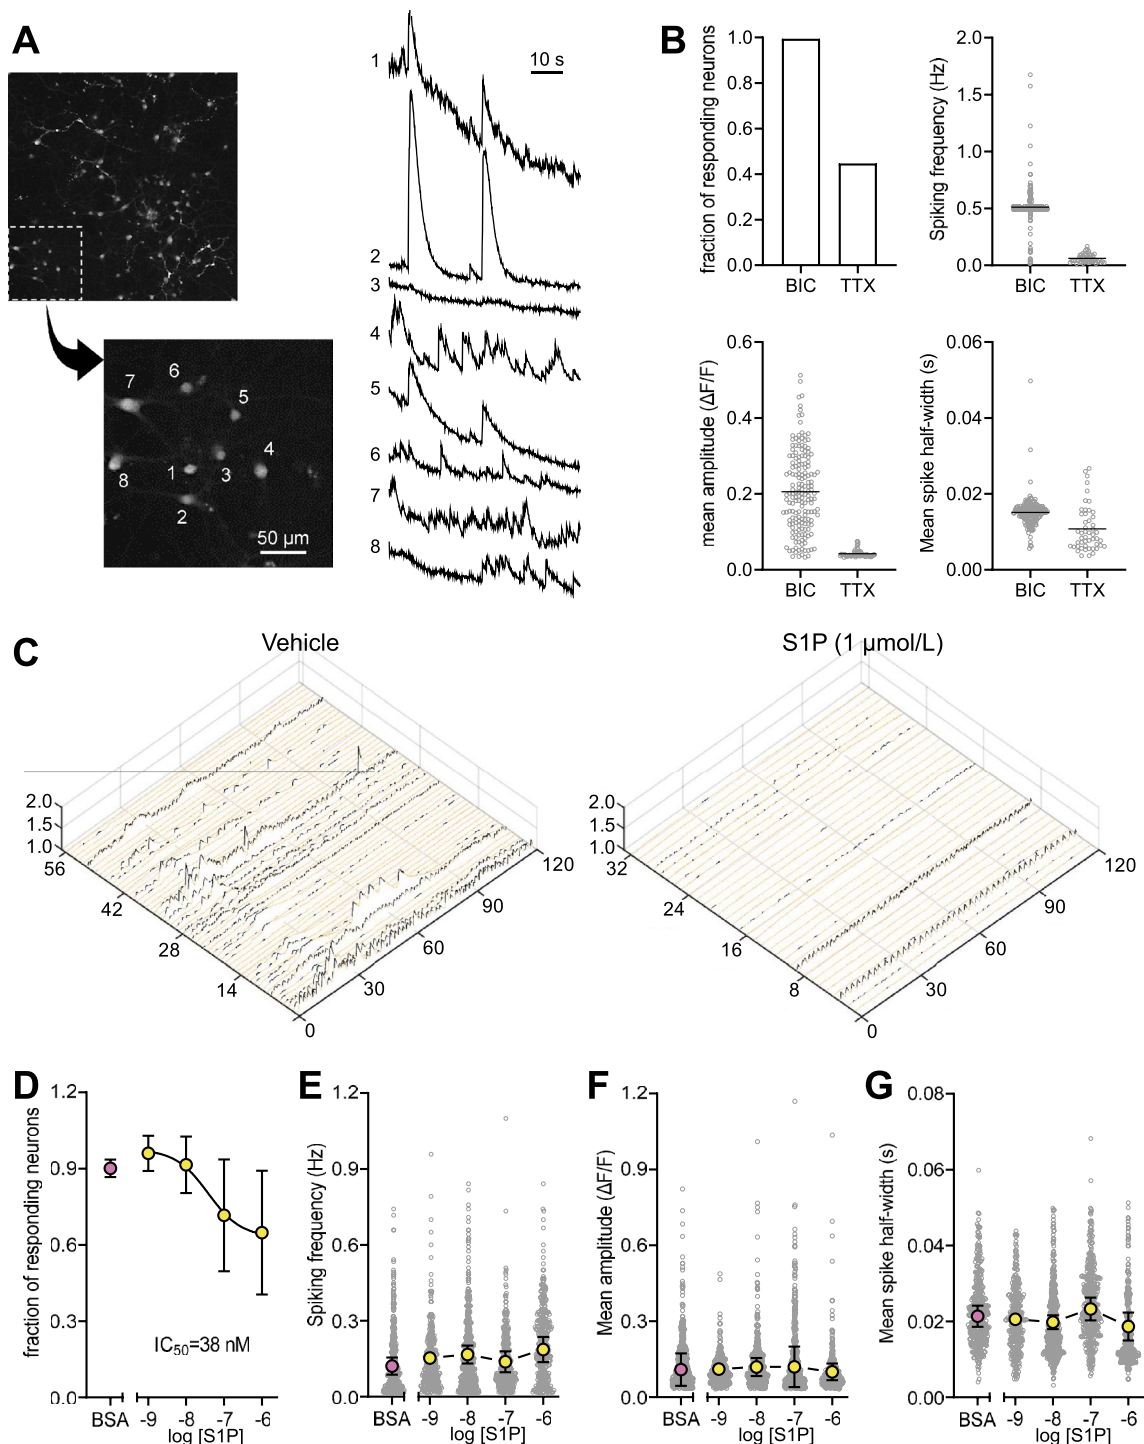 A
10 s
1
2
3
4
5
6
7
8
7
6
5
4
8
1
3
2
50 µm
B
fraction of responding neurons
1.0
0.8
0.6
0.4
0.2
0.0
BIC TTX
Spiking frequency (Hz)
2.0
1.5
1.0
0.5
0.0
BIC TTX
mean amplitude (ΔF/F)
0.6
0.4
0.2
0.0
BIC TTX
Mean spike half-width (s)
0.06
0.04
0.02
0.00
BIC TTX
C
Vehicle
2.0
1.5
1.0
56
42
28
14
0
30
60
90
120
S1P (1 µmol/L)
2.0
1.5
1.0
32
24
16
8
0
30
60
90
120
D
fraction of responding neurons
1.2
0.9
0.6
0.3
0.0
IC50=38 nM
BSA -9 -8 -7 -6
log [S1P]
E
Spiking frequency (Hz)
1.2
0.9
0.6
0.3
0.0
BSA -9 -8 -7 -6
log [S1P]
F
Mean amplitude (ΔF/F)
1.2
0.9
0.6
0.3
0.0
BSA -9 -8 -7 -6
log [S1P]
G
Mean spike half-width (s)
0.08
0.06
0.04
0.02
0.00
BSA -9 -8 -7 -6
log [S1P]